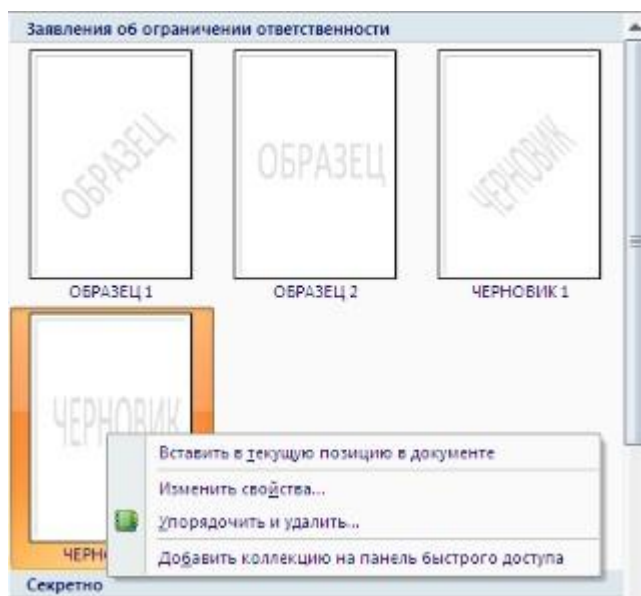 Заявления об ограничении ответственности
ОБРАЗЕЦ
ОБРАЗЕЦ
ЧЕРНОВИК
ОБРАЗЕЦ 1
ОБРАЗЕЦ 2
ЧЕРНОВИК 1
ЧЕРНОВИК
Вставить в текущую позицию в документе
Изменить свойства...
Упорядочить и удалить...
Добавить коллекцию на панель быстрого доступа
Секретно